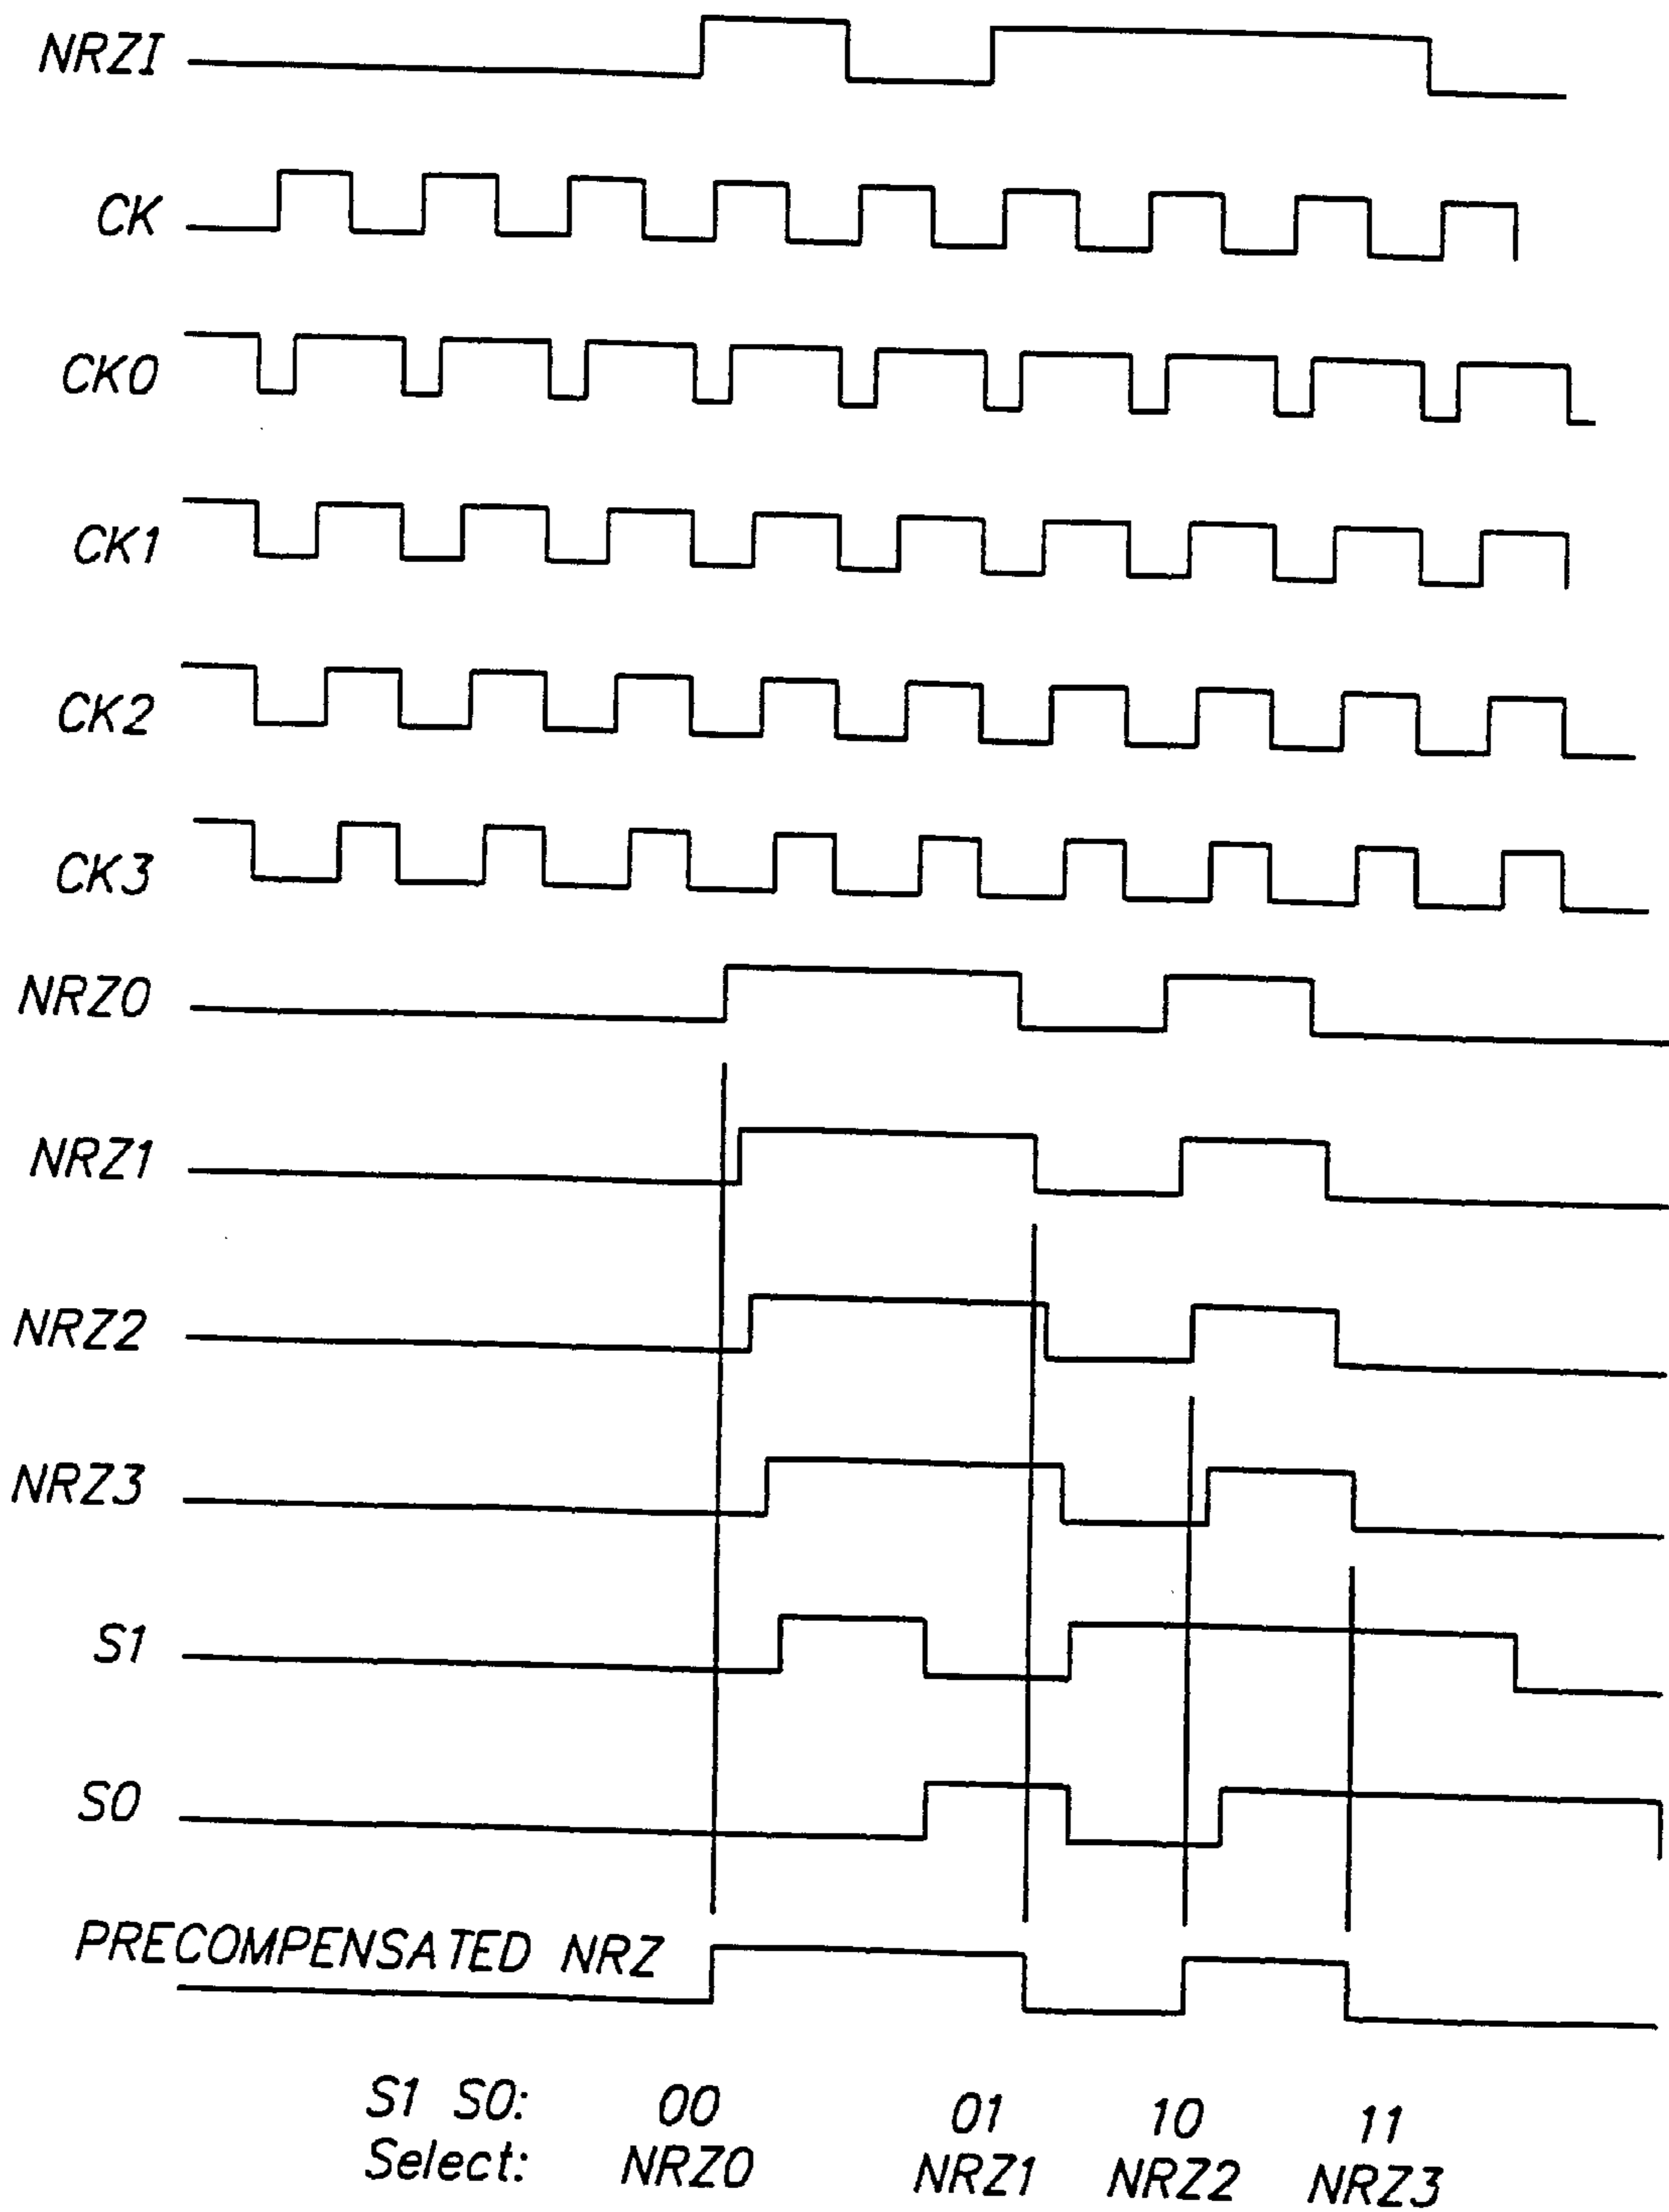 NRZI
CK
CK0
CK1
CK2
CK3
NRZ0
NRZ1
NRZ2
NRZ3
S1
S0
PRECOMPENSATED NRZ
S1 S0: 00 01 10 11
Select: NRZ0 NRZ1 NRZ2 NRZ3